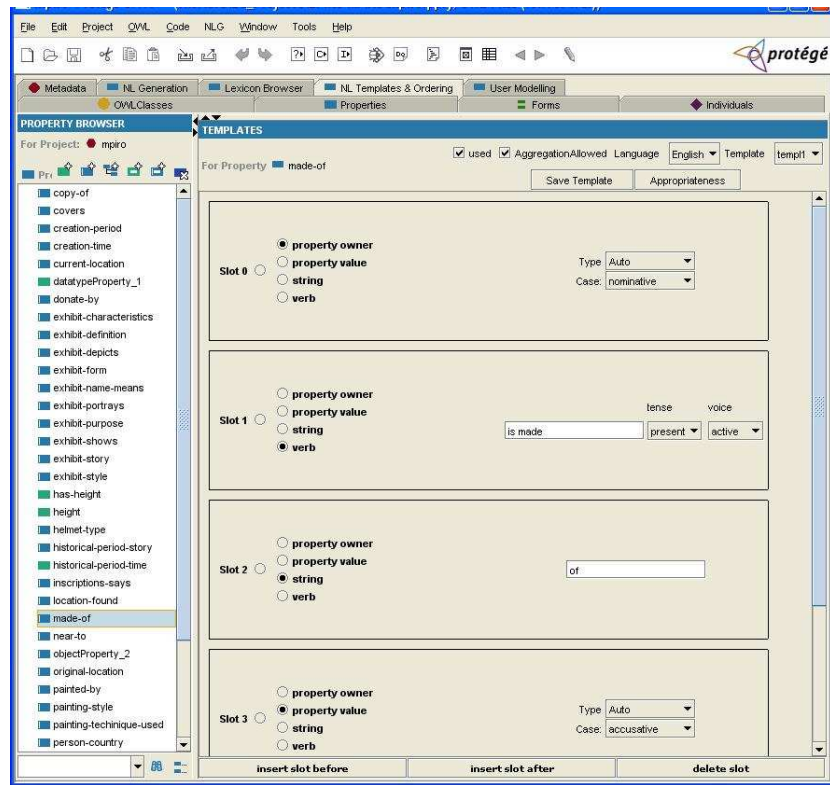 File Edit Project OWL Code NLG Window Tools Help
protégé
Metadata NL Generation Lexicon Browser NL Templates & Ordering User Modelling
OWLClasses Properties Forms Individuals
PROPERTY BROWSER
For Project: mpiro
copy-of
covers
creation-period
creation-time
current-location
datatypeProperty_1
donate-by
exhibit-characteristics
exhibit-definition
exhibit-depicts
exhibit-form
exhibit-name-means
exhibit-portrays
exhibit-purpose
exhibit-shows
exhibit-story
exhibit-style
has-height
height
helmet-type
historical-period-story
historical-period-time
inscriptions-says
location-found
made-of
near-to
objectProperty_2
original-location
painted-by
painting-style
painting-techinique-used
person-country
TEMPLATES
For Property made-of
used AggregationAllowed Language English Template templ1
Save Template Appropriateness
Slot 0
property owner
property value
string
verb
Type Auto
Case: nominative
Slot 1
property owner
property value
string
verb
tense voice
is made present active
Slot 2
property owner
property value
string
verb
of
Slot 3
property owner
property value
string
verb
Type Auto
Case: accusative
insert slot before insert slot after delete slot